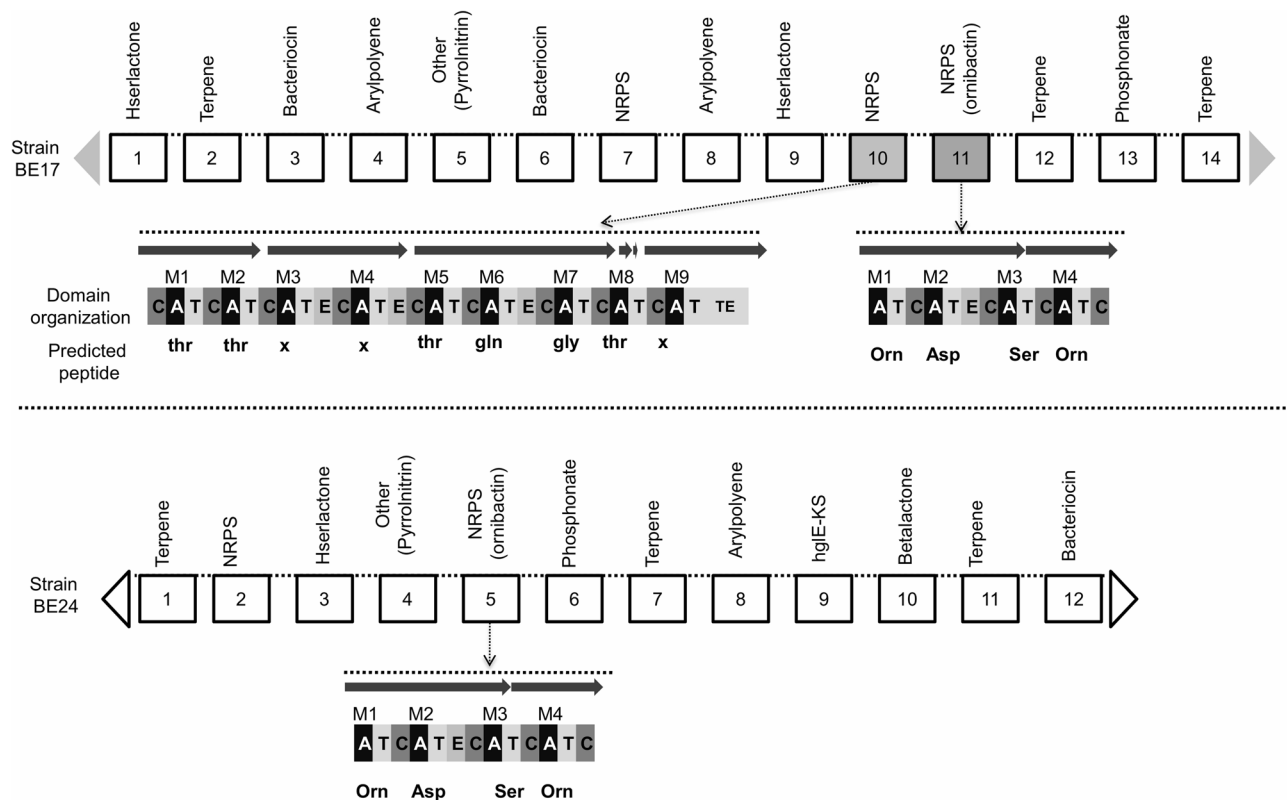 Hserlactone
Terpene
Bacteriocin
Arylpolyene
Other
(Pyrrolnitrin)
Bacteriocin
NRPS
Arylpolyene
Hserlactone
NRPS
NRPS
(ornibactin)
Terpene
Phosphonate
Terpene
Strain
BE17
1 2 3 4 5 6 7 8 9 10 11 12 13 14
M1 M2 M3 M4 M5 M6 M7 M8 M9
Domain
organization
C A T C A T C A T E C A T E C A T C A T E C A T C A T C A T TE
Predicted
peptide
thr thr x x thr gln gly thr x
M1 M2 M3 M4
A T C A T E C A T C A T C
Orn Asp Ser Orn
Terpene
NRPS
Hserlactone
Other
(Pyrrolnitrin)
NRPS
(ornibactin)
Phosphonate
Terpene
Arylpolyene
hglE-KS
Betalactone
Terpene
Bacteriocin
Strain
BE24
1 2 3 4 5 6 7 8 9 10 11 12
M1 M2 M3 M4
A T C A T E C A T C A T C
Orn Asp Ser Orn